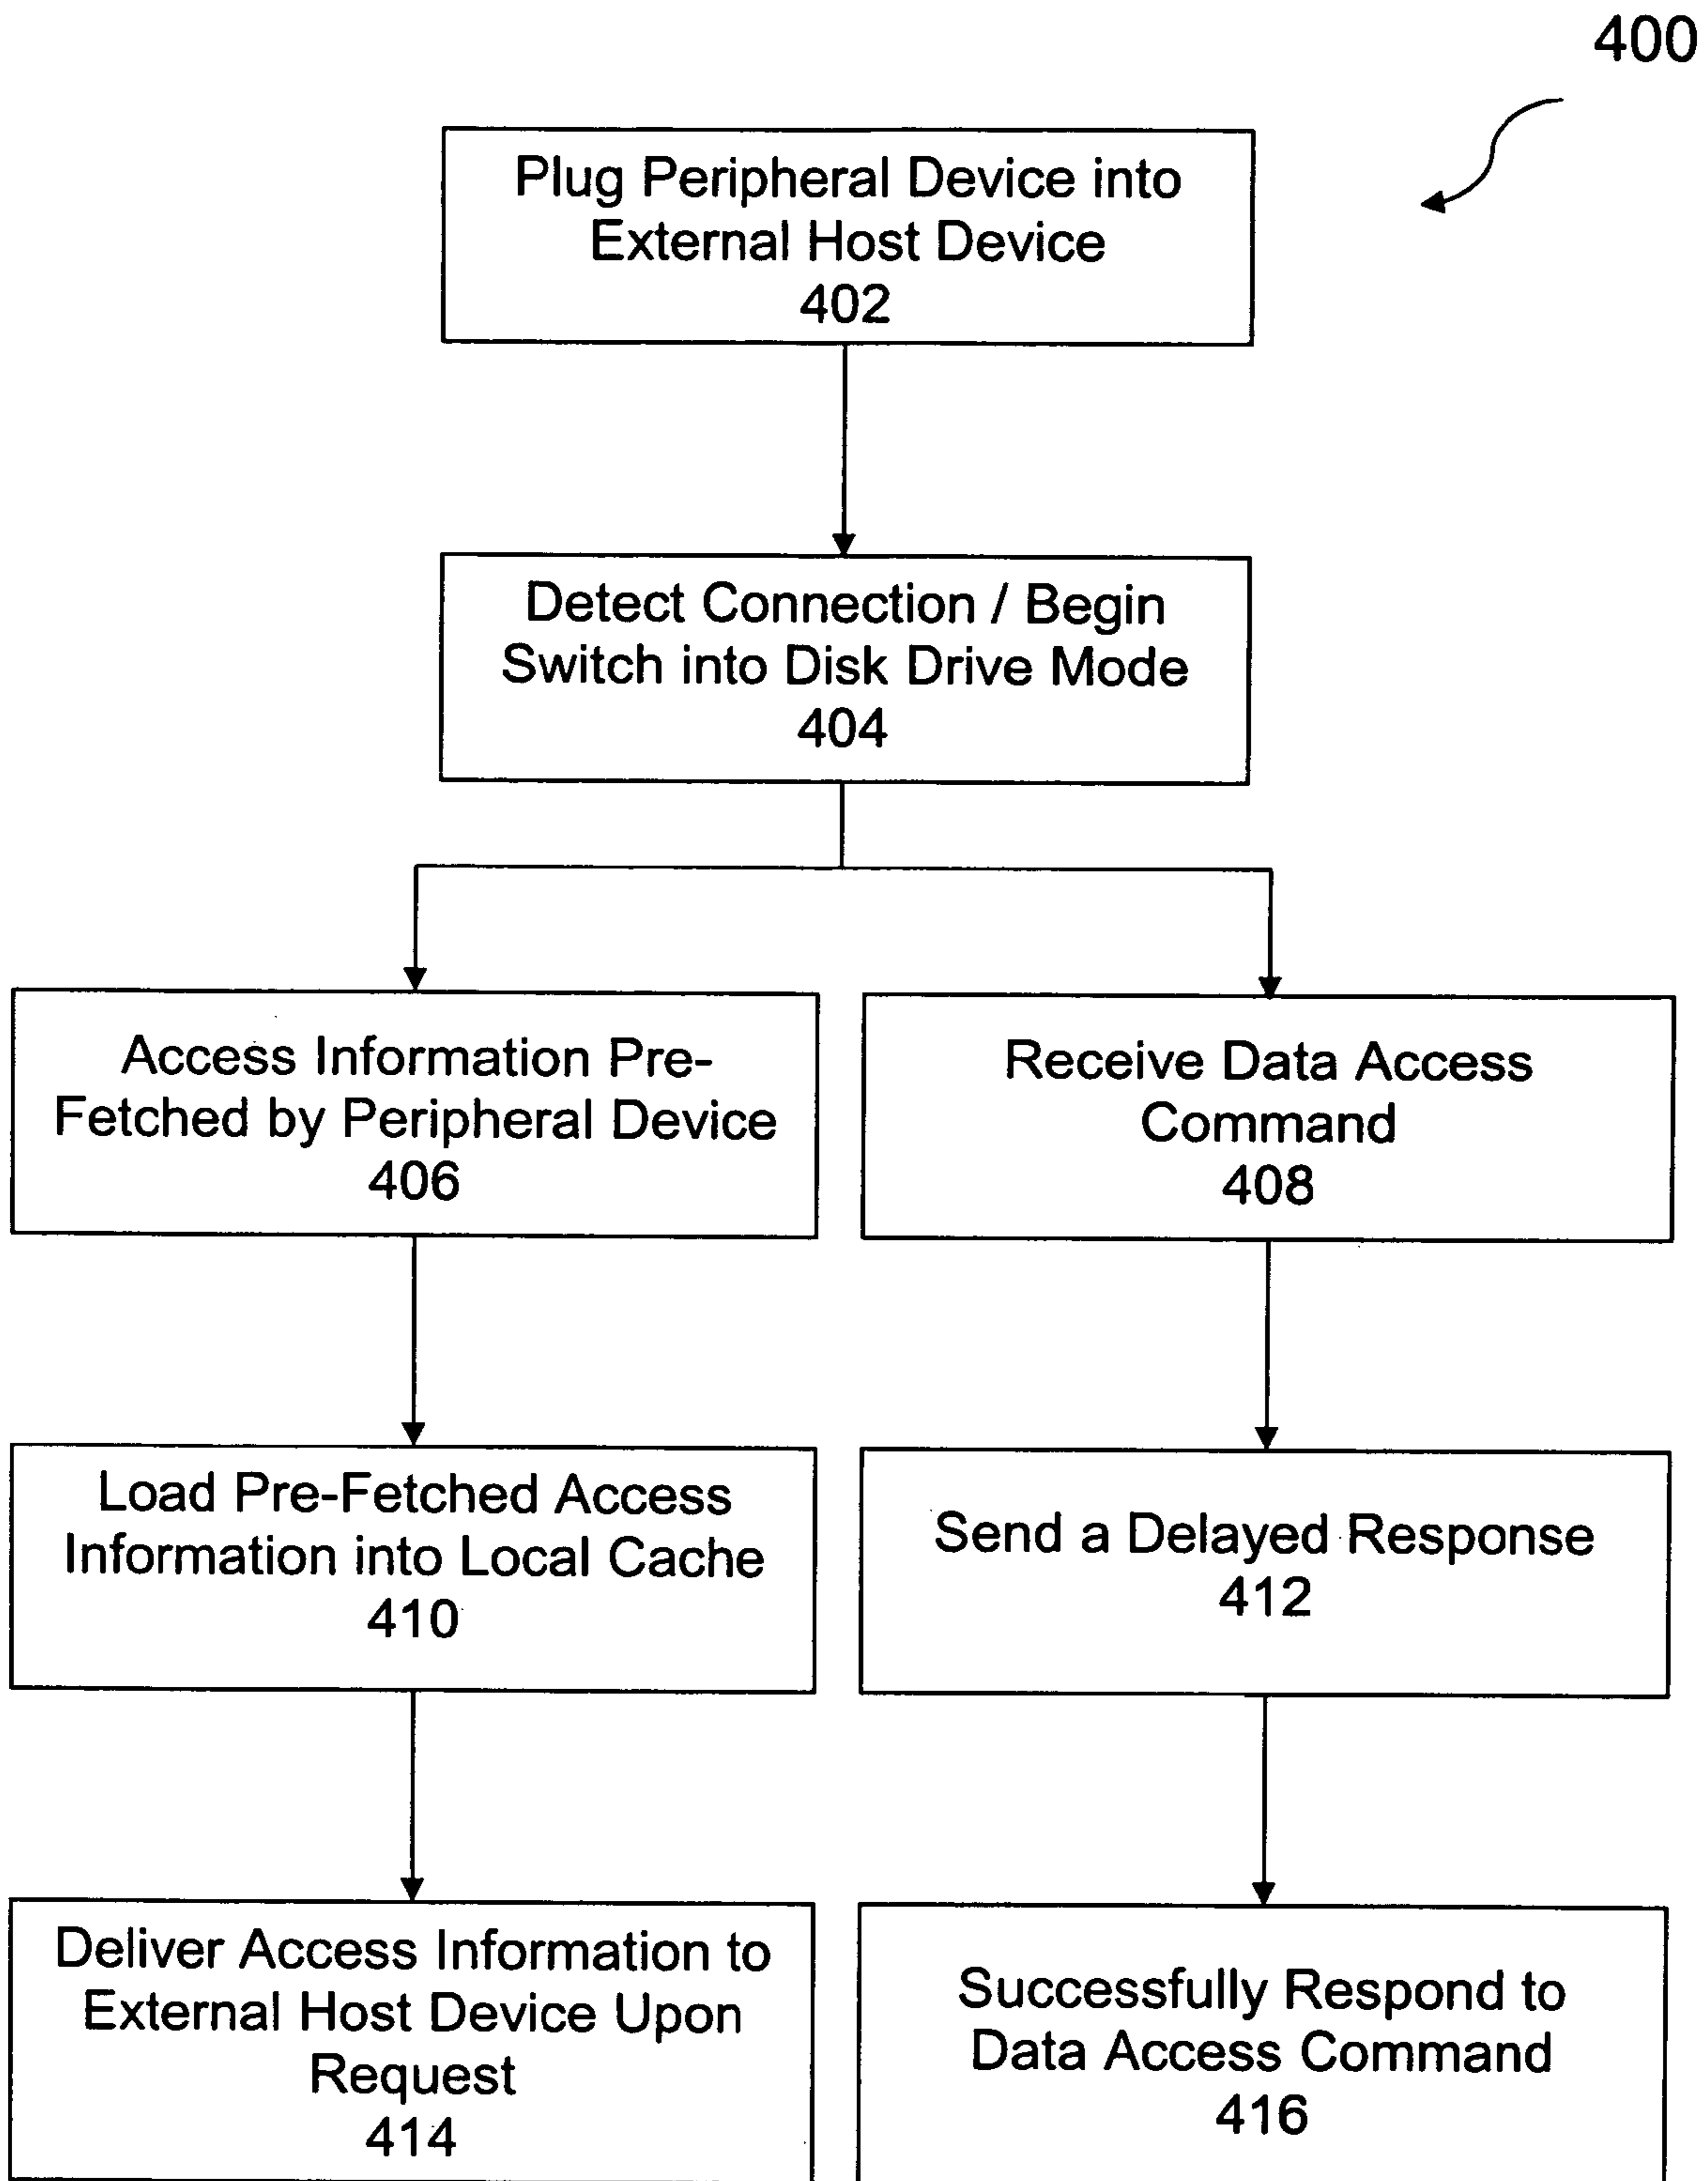 400
Plug Peripheral Device into
External Host Device
402
Detect Connection / Begin
Switch into Disk Drive Mode
404
Access Information Pre-
Fetched by Peripheral Device
406
Receive Data Access
Command
408
Load Pre-Fetched Access
Information into Local Cache
410
Send a Delayed Response
412
Deliver Access Information to
External Host Device Upon
Request
414
Successfully Respond to
Data Access Command
416